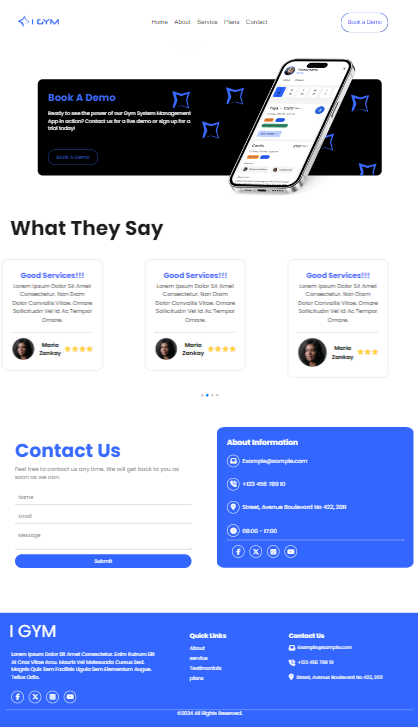 I GYM
Home About Service Plans Contact
Book a Demo
Book A Demo
Ready to see the power of our Gym System Management
App in action? Contact us for a live demo or sign up for a
trial today!
Book A Demo
What They Say
Good Services!!!
Lorem Ipsum Dolor Sit Amet
Consectetur. Non Diam
Dolor Convallis Vitae. Ornare
Sollicitudin Vel Id Ac Tempor
Ornare.
Maria
Zankay
Good Services!!!
Lorem Ipsum Dolor Sit Amet
Consectetur. Non Diam
Dolor Convallis Vitae. Ornare
Sollicitudin Vel Id Ac Tempor
Ornare.
Maria
Zankay
Good Services!!!
Lorem Ipsum Dolor Sit Amet
Consectetur. Non Diam
Dolor Convallis Vitae. Ornare
Sollicitudin Vel Id Ac Tempor
Ornare.
Maria
Zankay
Contact Us
Feel free to contact us any time. We will get back to you as
soon as we can.
Name
Email
Message
Submit
About Information
Example@example.com
+123 456 789 10
Street, Avenue Boulevard No 422, 2011
08:00 - 17:00
I GYM
Lorem Ipsum Dolor Sit Amet Consectetur. Enim Rutrum Elit
At Cras Vitae Arcu. Mauris Vel Malesuada Cursus Sed.
Mattis Quis Sem Facilisis Ligula Sem Elementum Augue.
Tellus Odio.
Quick Links
About
service
Testimonials
plans
Contact Us
Example@example.com
+123 456 789 10
Street, Avenue Boulevard No 422, 2011
©2024 All Rights Reserved.